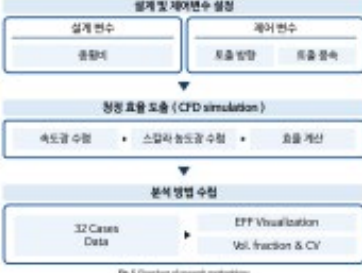 설계 및 제어변수 설정
설계 변수
제어 변수
종횡비
토출 방향
토출 풍속
청정 효율 도출 ( CFD simulation )
속도장 수렴 • 스칼라 농도장 수렴 • 효율 계산
분석 방법 수립
32 Cases
Data
EFF Visualization
Vol. fraction & CV